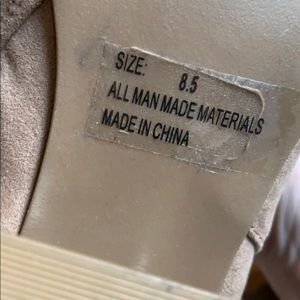 SIZE: 8.5
ALL MAN MADE MATERIALS
MADE IN CHINA